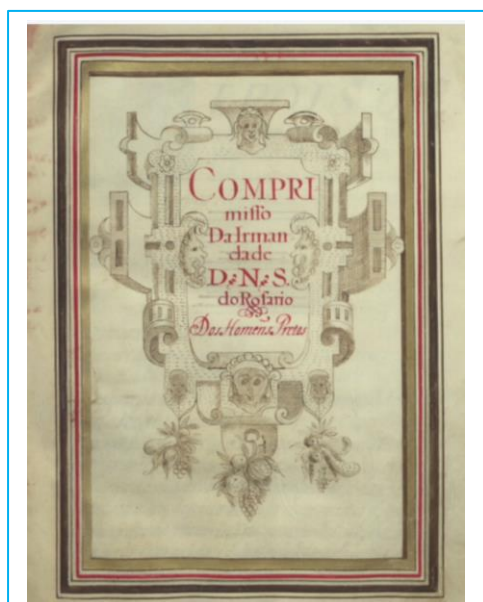 COMPRI
miſſo
Da Irman
dade
D. N. S.
do Roſario
Dos Homens Pretos